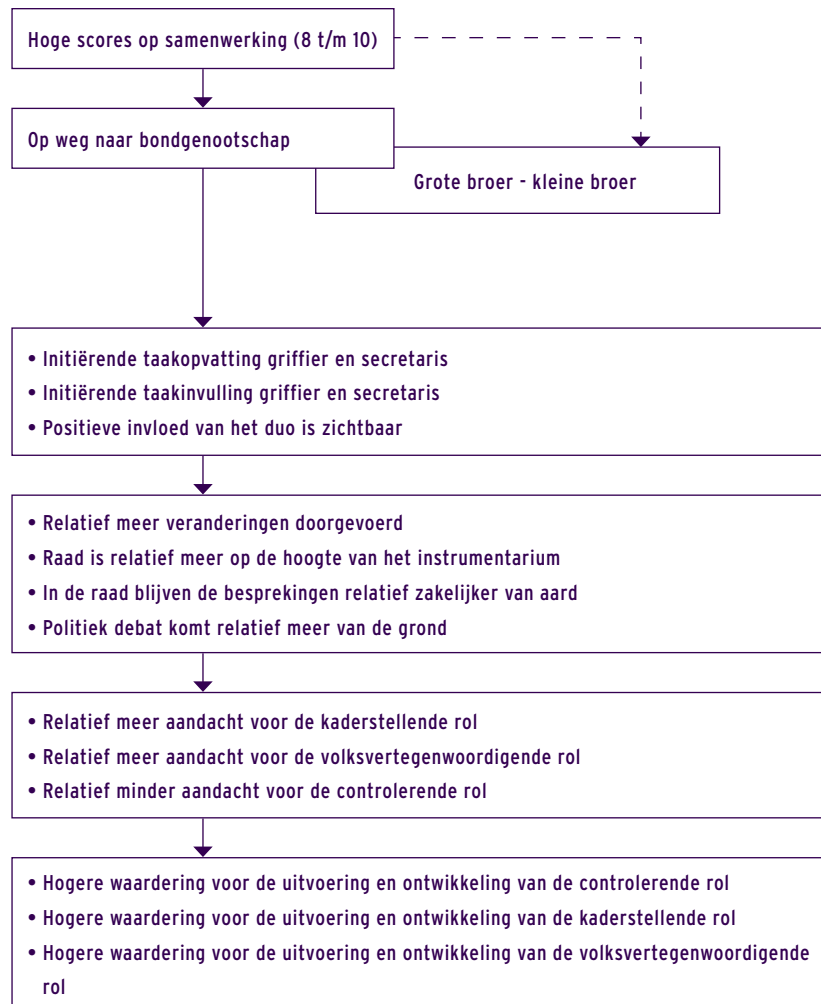 Hoge scores op samenwerking (8 t/m 10)
Op weg naar bondgenootschap
Grote broer - kleine broer
• Initiërende taakopvatting griffier en secretaris
• Initiërende taakinvulling griffier en secretaris
• Positieve invloed van het duo is zichtbaar
• Relatief meer veranderingen doorgevoerd
• Raad is relatief meer op de hoogte van het instrumentarium
• In de raad blijven de besprekingen relatief zakelijker van aard
• Politiek debat komt relatief meer van de grond
• Relatief meer aandacht voor de kaderstellende rol
• Relatief meer aandacht voor de volksvertegenwoordigende rol
• Relatief minder aandacht voor de controlerende rol
• Hogere waardering voor de uitvoering en ontwikkeling van de controlerende rol
• Hogere waardering voor de uitvoering en ontwikkeling van de kaderstellende rol
• Hogere waardering voor de uitvoering en ontwikkeling van de volksvertegenwoordigende
rol